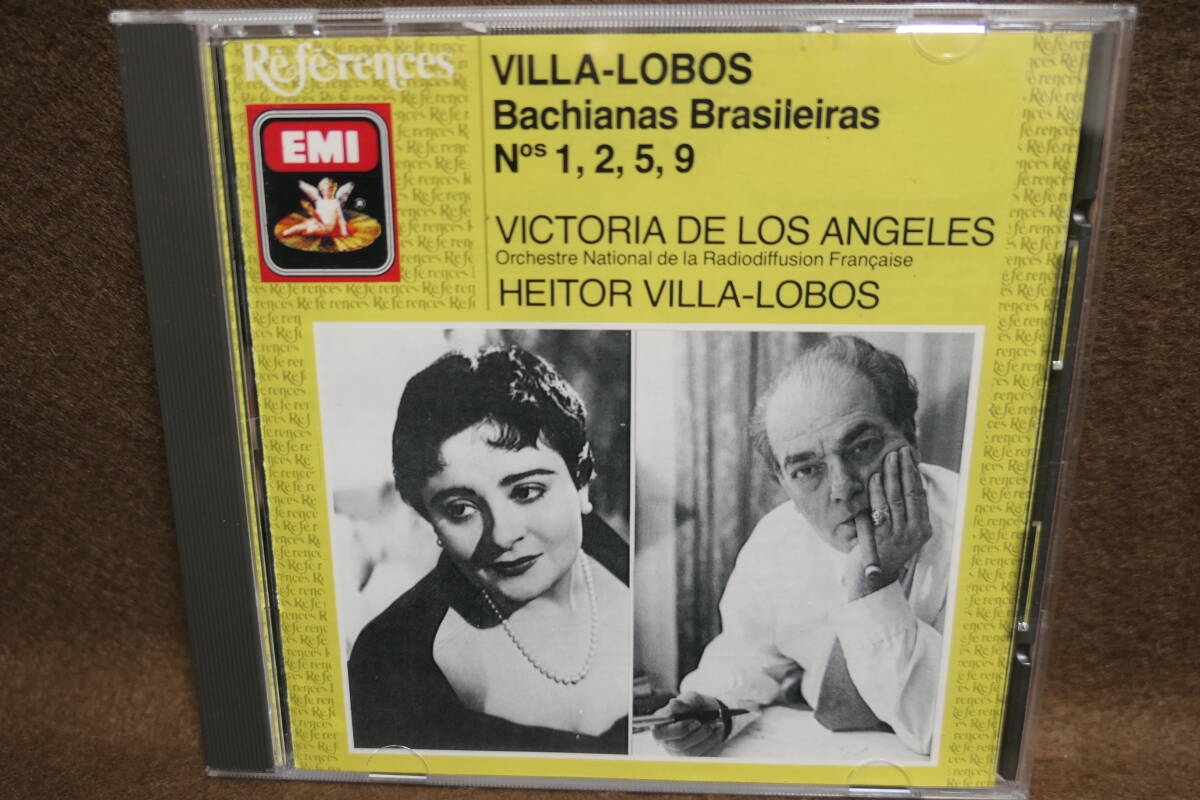 Références
EMI
VILLA-LOBOS
Bachianas Brasileiras
Nos 1, 2, 5, 9
VICTORIA DE LOS ANGELES
Orchestre National de la Radiodiffusion Française
HEITOR VILLA-LOBOS